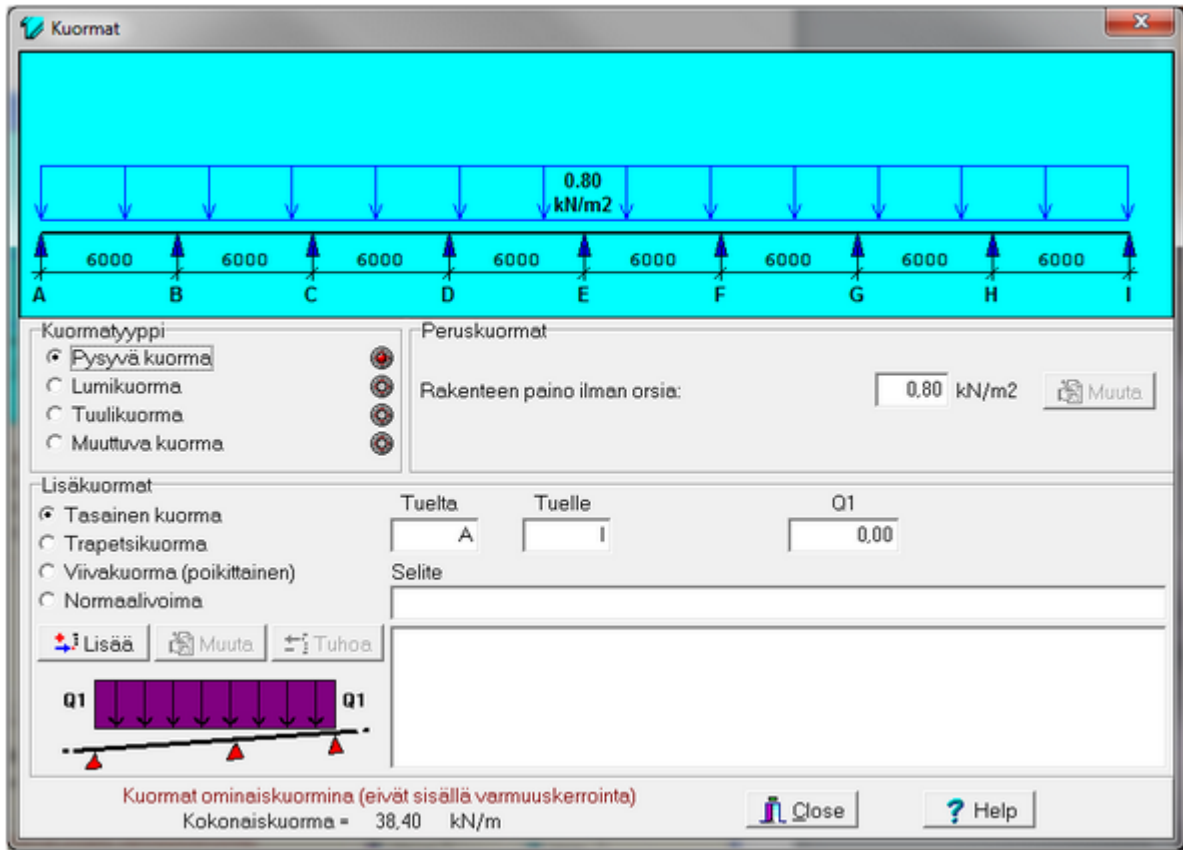 Kuormat
0.80
kN/m2
6000 6000 6000 6000 6000 6000 6000 6000
A B C D E F G H I
Kuormatyyppi
Pysyvä kuorma
Lumikuorma
Tuulikuorma
Muuttuva kuorma
Peruskuormat
Rakenteen paino ilman orsia: 0,80 kN/m2 Muuta
Lisäkuormat
Tasainen kuorma
Trapetsikuorma
Viivakuorma (poikittainen)
Normaalivoima
Tuelta Tuelle Q1
A I 0,00
Selite
Lisää Muuta Tuhoa
Q1 Q1
Kuormat ominaiskuormina (eivät sisällä varmuuskerrointa)
Kokonaiskuorma = 38,40 kN/m
Close Help